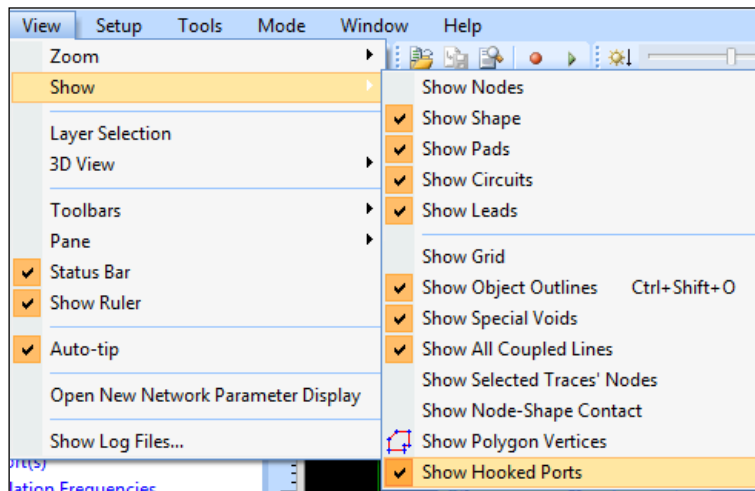 View Setup Tools Mode Window Help
Zoom
Show
Layer Selection
3D View
Toolbars
Pane
Status Bar
Show Ruler
Auto-tip
Open New Network Parameter Display
Show Log Files...
Show Nodes
Show Shape
Show Pads
Show Circuits
Show Leads
Show Grid
Show Object Outlines Ctrl+Shift+O
Show Special Voids
Show All Coupled Lines
Show Selected Traces' Nodes
Show Node-Shape Contact
Show Polygon Vertices
Show Hooked Ports
Frequencies